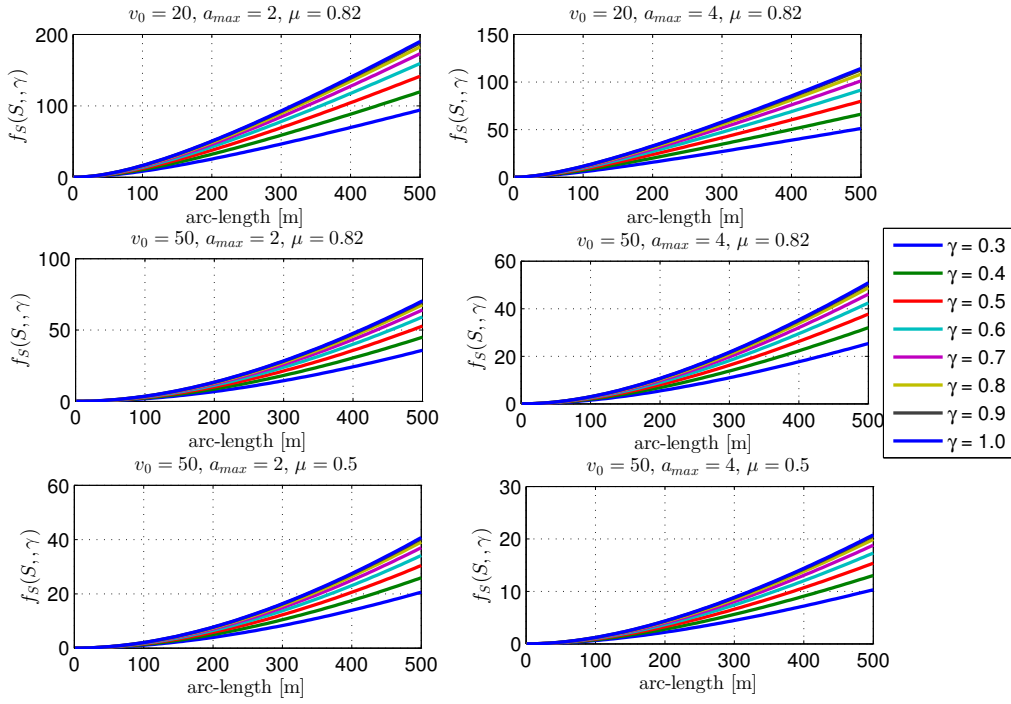 v_0 = 20, a_max = 2, μ = 0.82
200
100
0
f_S(S, , γ)
0 100 200 300 400 500
arc-length [m]
v_0 = 20, a_max = 4, μ = 0.82
150
100
50
0
f_S(S, , γ)
0 100 200 300 400 500
arc-length [m]
v_0 = 50, a_max = 2, μ = 0.82
100
50
0
f_S(S, , γ)
0 100 200 300 400 500
arc-length [m]
v_0 = 50, a_max = 4, μ = 0.82
60
40
20
0
f_S(S, , γ)
0 100 200 300 400 500
arc-length [m]
γ = 0.3
γ = 0.4
γ = 0.5
γ = 0.6
γ = 0.7
γ = 0.8
γ = 0.9
γ = 1.0
v_0 = 50, a_max = 2, μ = 0.5
60
40
20
0
f_S(S, , γ)
0 100 200 300 400 500
arc-length [m]
v_0 = 50, a_max = 4, μ = 0.5
30
20
10
0
f_S(S, , γ)
0 100 200 300 400 500
arc-length [m]